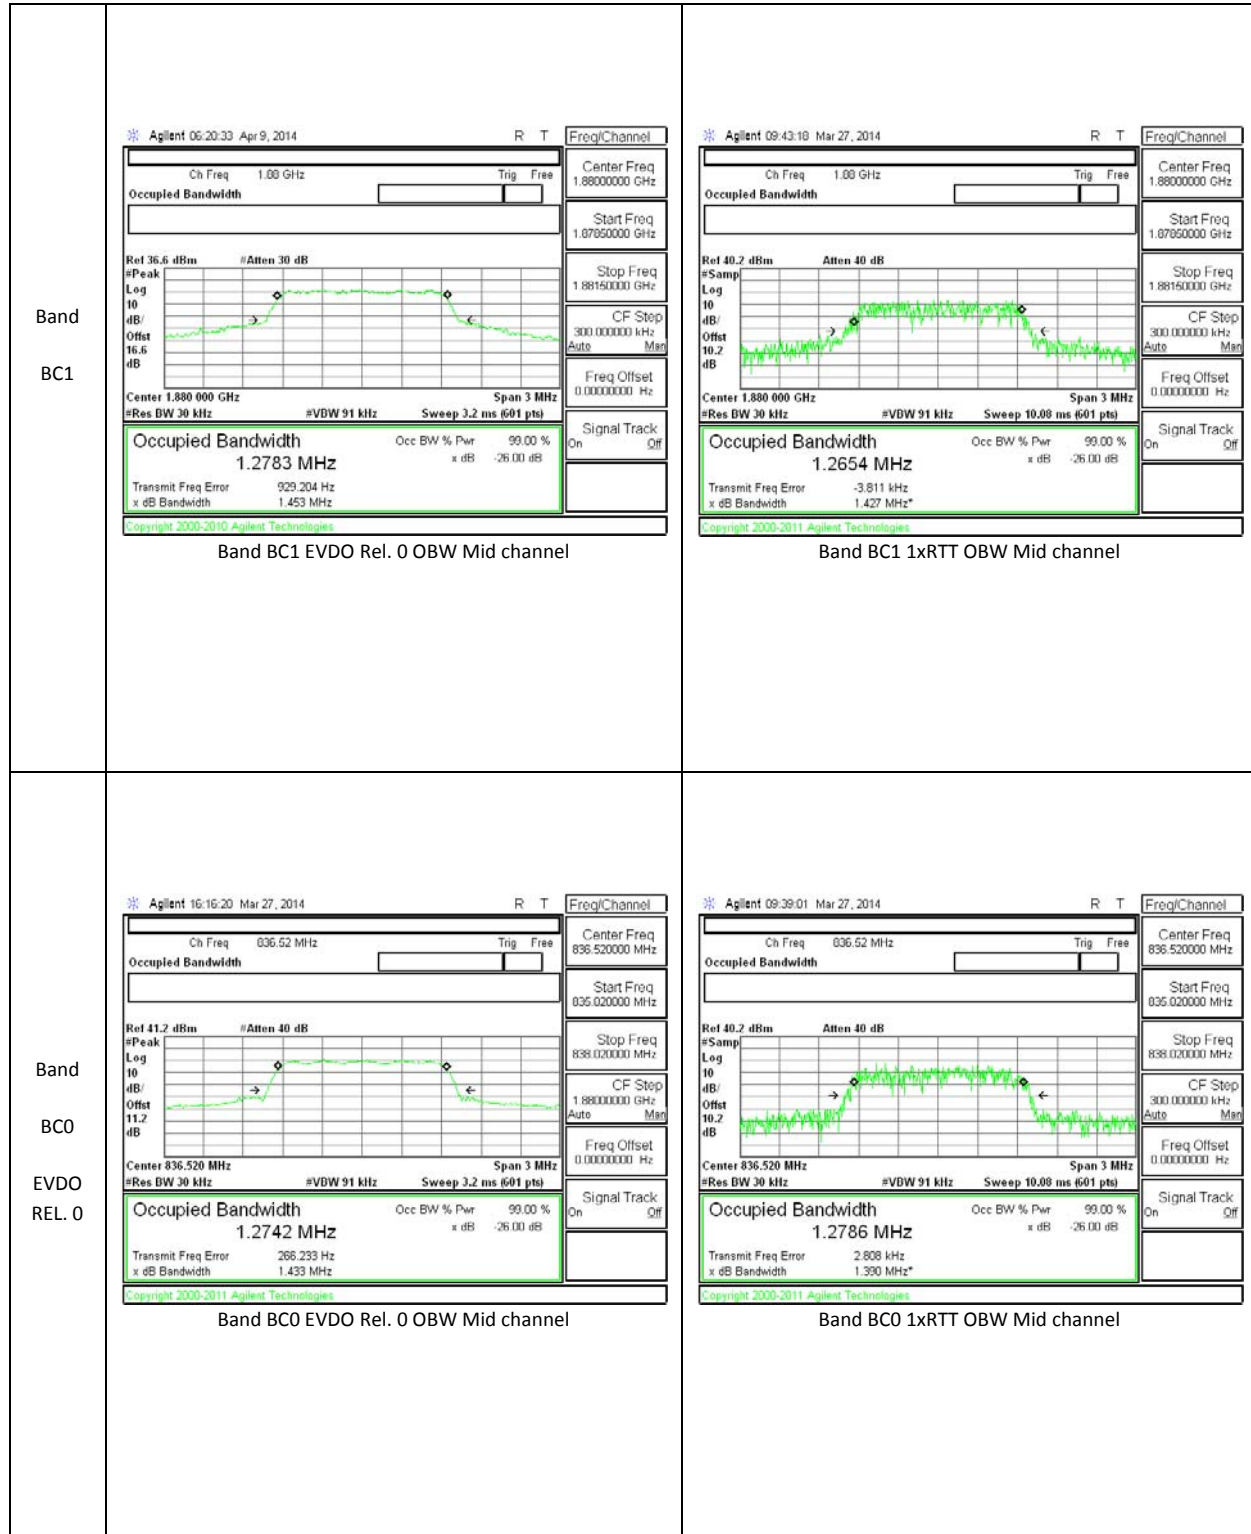 Band
BC1
Agilent 06:20:33 Apr 9, 2014 R T
Ch Freq 1.88 GHz Trig Free
Occupied Bandwidth
Ref 36.6 dBm #Atten 30 dB
#Peak
Log
10
dB/
Offst
16.6
dB
Center 1.880 000 GHz Span 3 MHz
#Res BW 30 kHz #VBW 91 kHz Sweep 3.2 ms (601 pts)
Occupied Bandwidth Occ BW % Pwr 99.00 %
1.2783 MHz x dB -26.00 dB
Transmit Freq Error 929.204 Hz
x dB Bandwidth 1.453 MHz
Copyright 2000-2010 Agilent Technologies
Freq/Channel
Center Freq
1.88000000 GHz
Start Freq
1.87850000 GHz
Stop Freq
1.88150000 GHz
CF Step
300.000000 kHz
Auto Man
Freq Offset
0.00000000 Hz
Signal Track
On Off
Band BC1 EVDO Rel. 0 OBW Mid channel
Agilent 09:43:18 Mar 27, 2014 R T
Ch Freq 1.88 GHz Trig Free
Occupied Bandwidth
Ref 40.2 dBm Atten 40 dB
#Samp
Log
10
dB/
Offst
10.2
dB
Center 1.880 000 GHz Span 3 MHz
#Res BW 30 kHz #VBW 91 kHz Sweep 10.08 ms (601 pts)
Occupied Bandwidth Occ BW % Pwr 99.00 %
1.2654 MHz x dB -26.00 dB
Transmit Freq Error -3.811 kHz
x dB Bandwidth 1.427 MHz*
Copyright 2000-2011 Agilent Technologies
Freq/Channel
Center Freq
1.88000000 GHz
Start Freq
1.87850000 GHz
Stop Freq
1.88150000 GHz
CF Step
300.000000 kHz
Auto Man
Freq Offset
0.00000000 Hz
Signal Track
On Off
Band BC1 1xRTT OBW Mid channel
Band
BC0
EVDO
REL. 0
Agilent 16:16:20 Mar 27, 2014 R T
Ch Freq 836.52 MHz Trig Free
Occupied Bandwidth
Ref 41.2 dBm #Atten 40 dB
#Peak
Log
10
dB/
Offst
11.2
dB
Center 836.520 MHz Span 3 MHz
#Res BW 30 kHz #VBW 91 kHz Sweep 3.2 ms (601 pts)
Occupied Bandwidth Occ BW % Pwr 99.00 %
1.2742 MHz x dB -26.00 dB
Transmit Freq Error 266.233 Hz
x dB Bandwidth 1.433 MHz
Copyright 2000-2011 Agilent Technologies
Freq/Channel
Center Freq
836.520000 MHz
Start Freq
835.020000 MHz
Stop Freq
838.020000 MHz
CF Step
1.88000000 GHz
Auto Man
Freq Offset
0.00000000 Hz
Signal Track
On Off
Band BC0 EVDO Rel. 0 OBW Mid channel
Agilent 09:39:01 Mar 27, 2014 R T
Ch Freq 836.52 MHz Trig Free
Occupied Bandwidth
Ref 40.2 dBm Atten 40 dB
#Samp
Log
10
dB/
Offst
10.2
dB
Center 836.520 MHz Span 3 MHz
#Res BW 30 kHz #VBW 91 kHz Sweep 10.08 ms (601 pts)
Occupied Bandwidth Occ BW % Pwr 99.00 %
1.2786 MHz x dB -26.00 dB
Transmit Freq Error 2.808 kHz
x dB Bandwidth 1.390 MHz*
Copyright 2000-2011 Agilent Technologies
Freq/Channel
Center Freq
836.520000 MHz
Start Freq
835.020000 MHz
Stop Freq
838.020000 MHz
CF Step
300.000000 kHz
Auto Man
Freq Offset
0.00000000 Hz
Signal Track
On Off
Band BC0 1xRTT OBW Mid channel